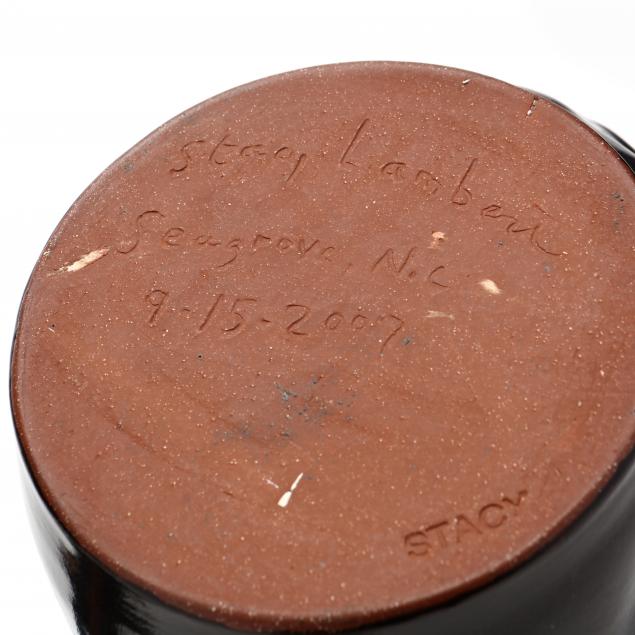 Stacy Lambert
Seagrove, N.C
9-15-2007
STACY